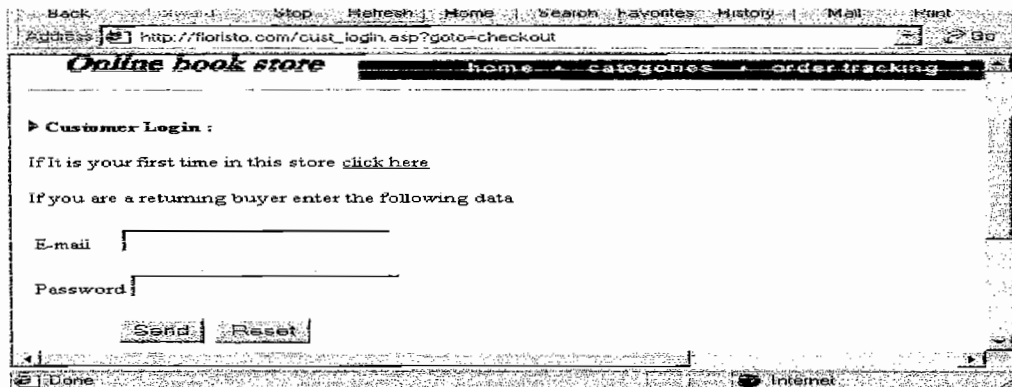 Back Stop Refresh Home Search Favorites History Mail Print
Address http://floristo.com/cust_login.asp?goto=checkout Go
Online book store home categories order tracking
Customer Login :
If It is your first time in this store click here
If you are a returning buyer enter the following data
E-mail
Password
Send Reset
Done Internet